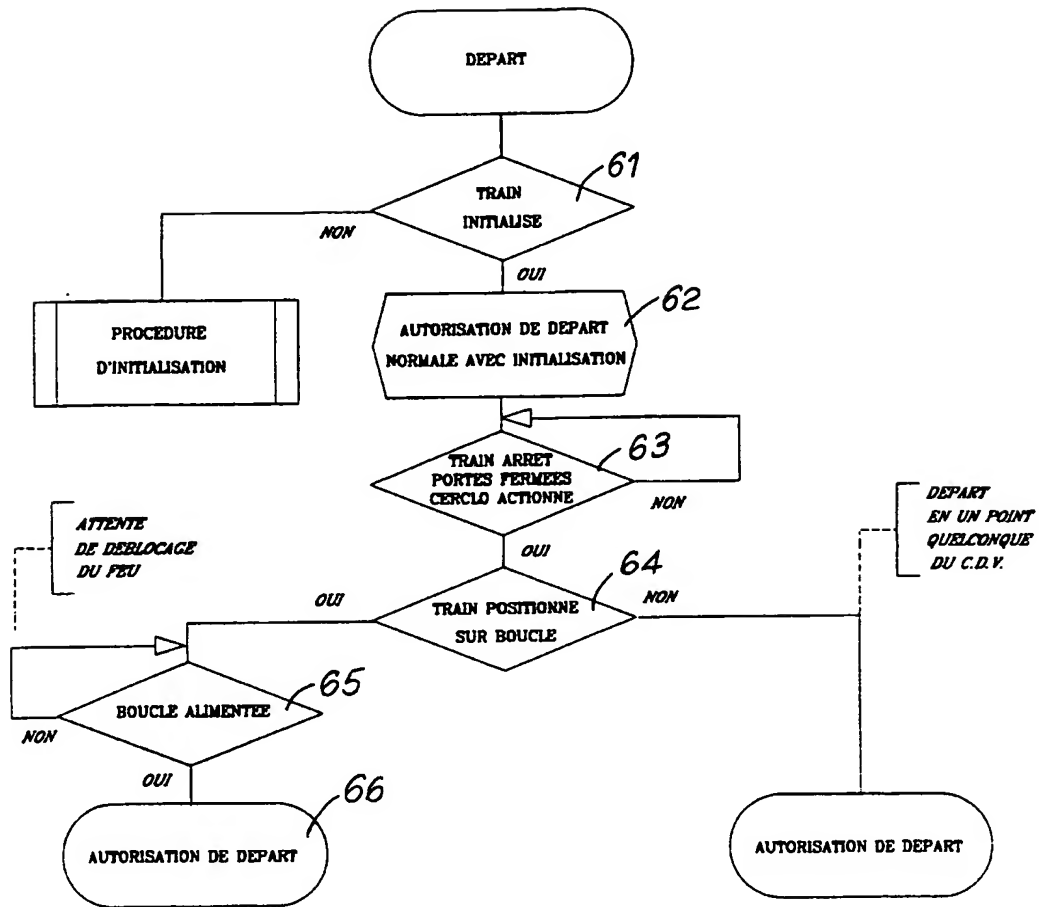 DEPART
61
TRAIN
INITIALISE
NON
OUI
62
PROCEDURE
D'INITIALISATION
AUTORISATION DE DEPART
NORMALE AVEC INITIALISATION
63
TRAIN ARRET
PORTES FERMEES
CERCLO ACTIONNE
NON
OUI
ATTENTE
DE DEBLOCAGE
DU FEU
DEPART
EN UN POINT
QUELCONQUE
DU C.D.V.
64
OUI
NON
TRAIN POSITIONNE
SUR BOUCLE
65
BOUCLE ALIMENTEE
NON
OUI
66
AUTORISATION DE DEPART
AUTORISATION DE DEPART